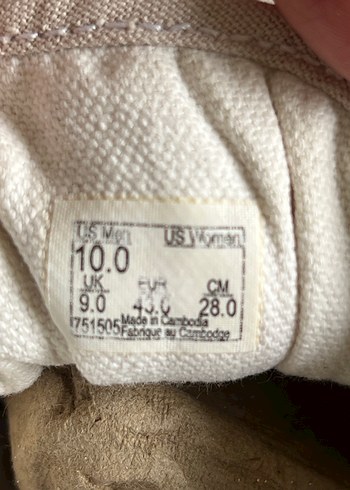 US Men US Women
10.0
UK EUR CM
9.0 43.0 28.0
751505 Made in Cambodia
Fabriqué au Cambodge